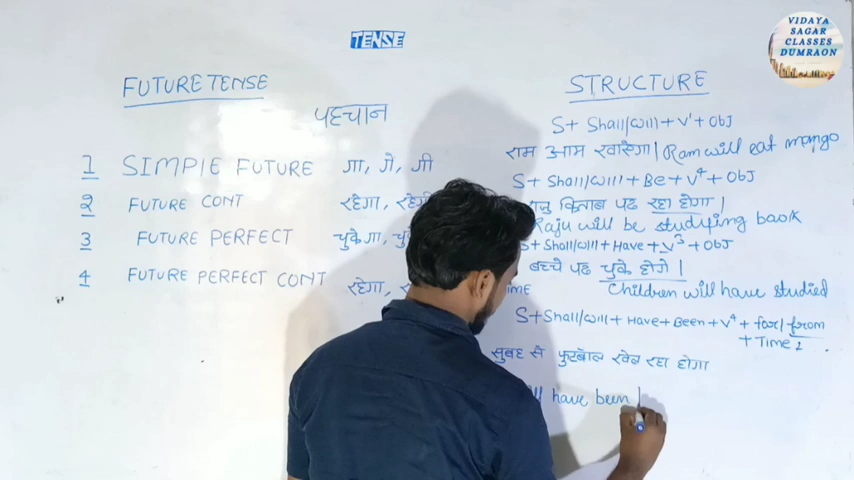 TENSE
VIDAYA
SAGAR
CLASSES
DUMRAON
FUTURE TENSE
पहचान
1 SIMPLE FUTURE गा, गे, गी
2 FUTURE CONT रहेगा, रहेगी
3 FUTURE PERFECT चुकेगा,
4 FUTURE PERFECT CONT रहेगा,
STRUCTURE
S+ Shall/will + V¹ + Obj
राम आम खाएगा| Ram will eat mango
S+ Shall/will + Be + V⁴ + Obj
किताब पढ़ रहा होगा|
Raju will be studying book
S+ Shall/will + Have + V³ + Obj
बच्चे पढ़ चुके होंगे|
Children will have studied
S+Shall/will + Have + Been + V⁴ + for/from
+ Time
सुबह से फुटबॉल खेल रहा होगा
have been